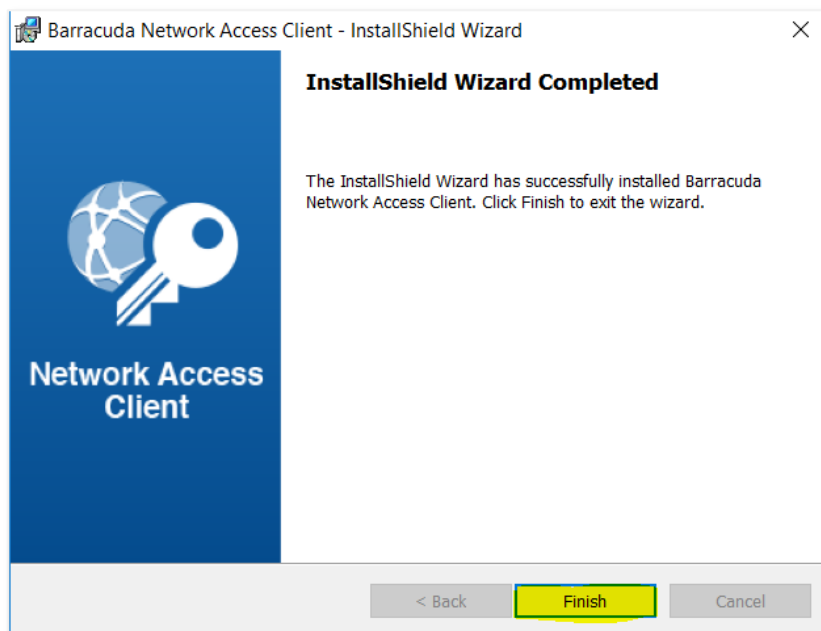 Barracuda Network Access Client - InstallShield Wizard
InstallShield Wizard Completed
The InstallShield Wizard has successfully installed Barracuda
Network Access Client. Click Finish to exit the wizard.
Network Access
Client
< Back
Finish
Cancel